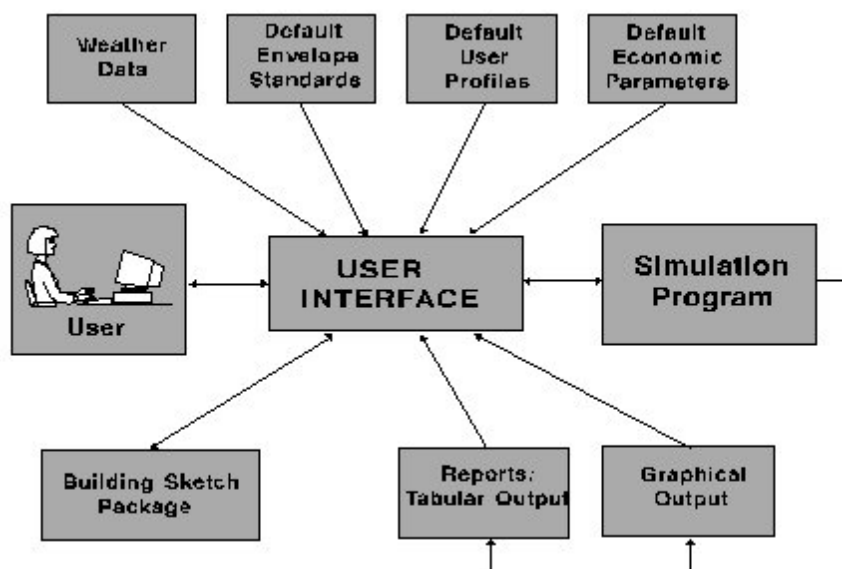 Weather
Data
Default
Envelope
Standards
Default
User
Profiles
Default
Economic
Parameters
User
USER
INTERFACE
Simulation
Program
Building Sketch
Package
Reports:
Tabular Output
Graphical
Output